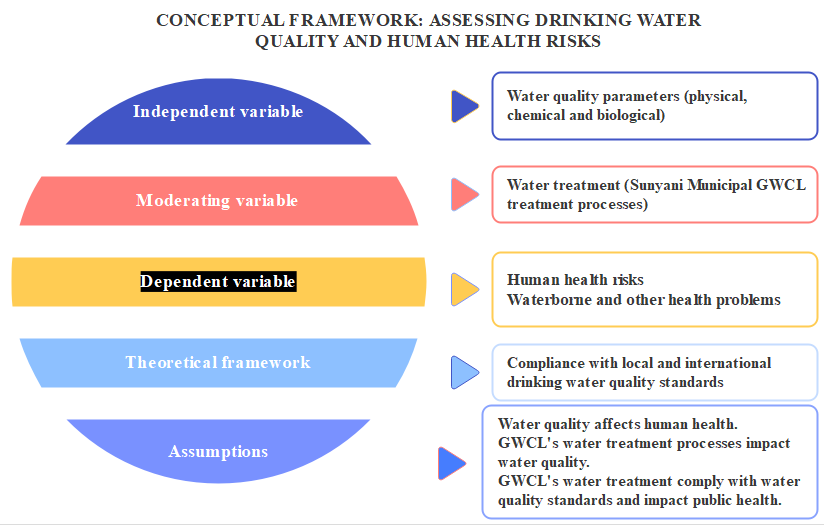 CONCEPTUAL FRAMEWORK: ASSESSING DRINKING WATER
QUALITY AND HUMAN HEALTH RISKS
Independent variable
Water quality parameters (physical,
chemical and biological)
Moderating variable
Water treatment (Sunyani Municipal GWCL
treatment processes)
Dependent variable
Human health risks
Waterborne and other health problems
Theoretical framework
Compliance with local and international
drinking water quality standards
Assumptions
Water quality affects human health.
GWCL's water treatment processes impact
water quality.
GWCL's water treatment comply with water
quality standards and impact public health.